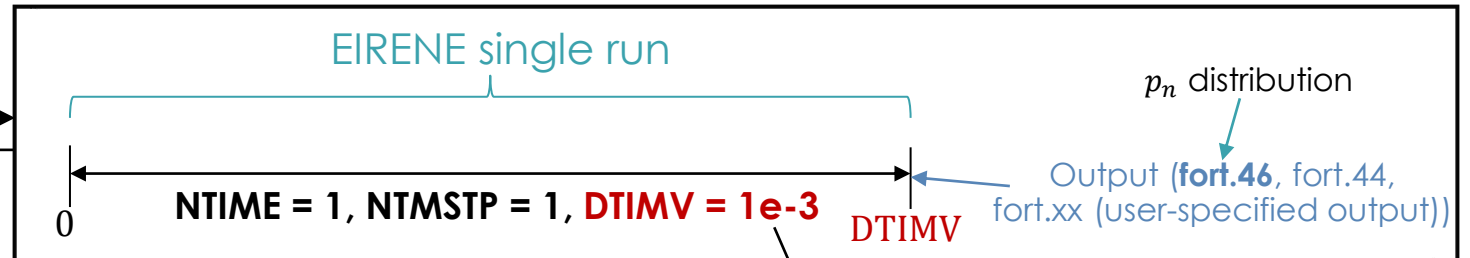 EIRENE single run
pₙ distribution
Output (fort.46, fort.44,
fort.xx (user-specified output))
NTIME = 1, NTMSTP = 1, DTIMV = 1e-3
0
DTIMV